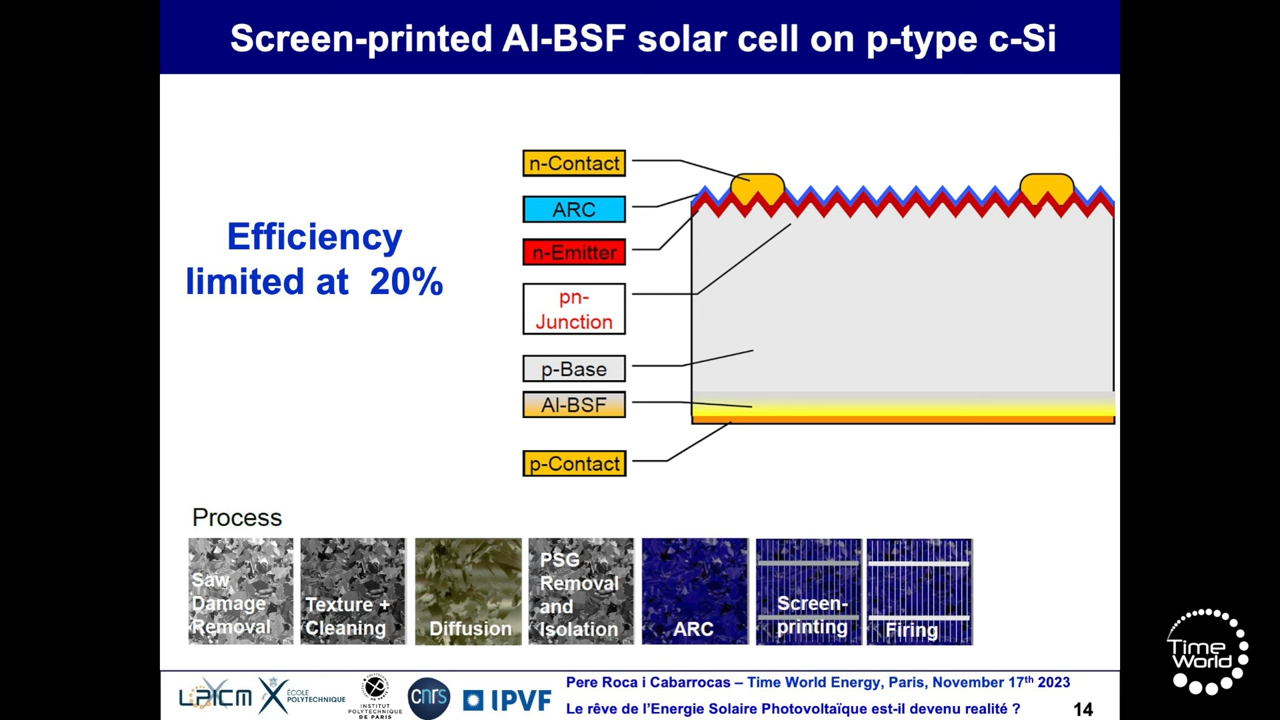 Screen-printed Al-BSF solar cell on p-type c-Si
Efficiency
limited at 20%
n-Contact
ARC
n-Emitter
pn-
Junction
p-Base
Al-BSF
p-Contact
Process
Saw
Damage
Removal
Texture +
Cleaning
Diffusion
PSG
Removal
and
Isolation
ARC
Screen-
printing
Firing
Time
World
LPICM
ÉCOLE
POLYTECHNIQUE
INSTITUT
POLYTECHNIQUE
DE PARIS
cnrs
IPVF
Pere Roca i Cabarrocas – Time World Energy, Paris, November 17th 2023
Le rêve de l'Energie Solaire Photovoltaïque est-il devenu realité ?
14